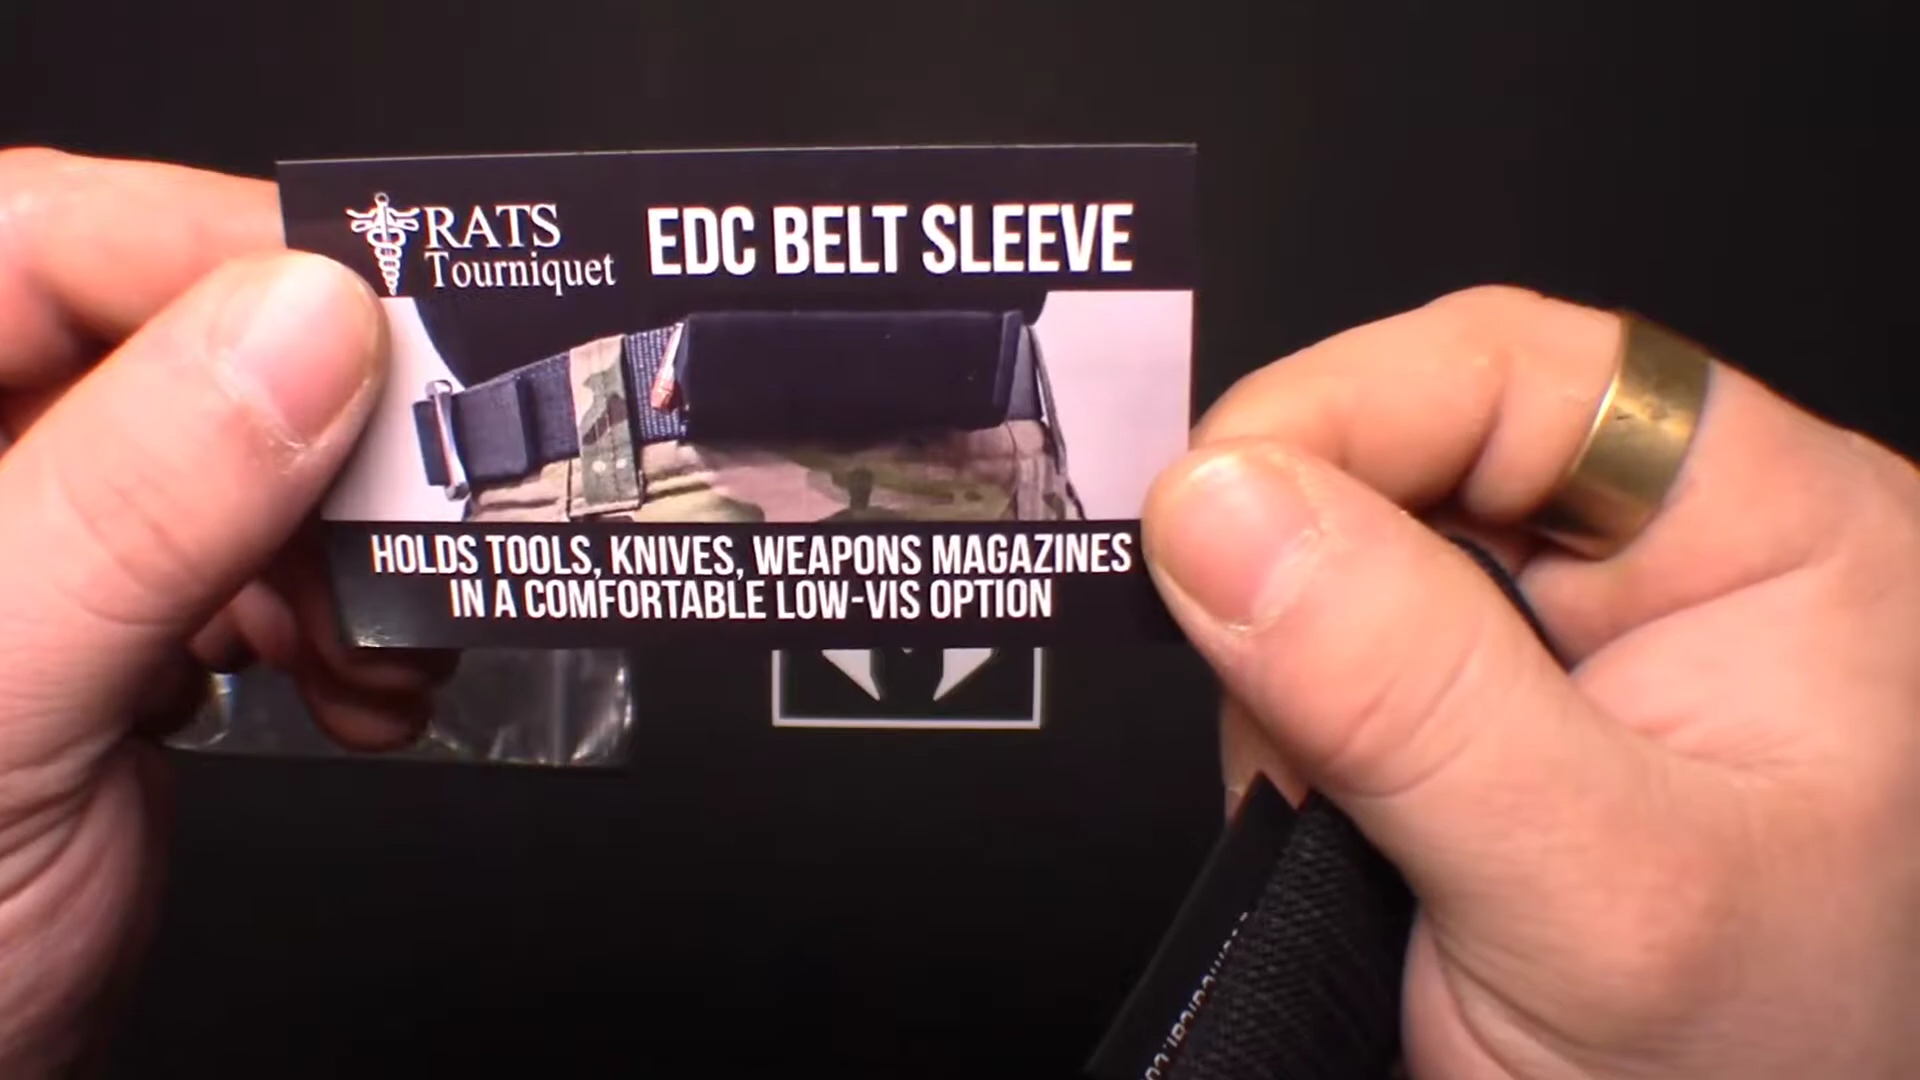 RATS
Tourniquet
EDC BELT SLEEVE
HOLDS TOOLS, KNIVES, WEAPONS MAGAZINES
IN A COMFORTABLE LOW-VIS OPTION